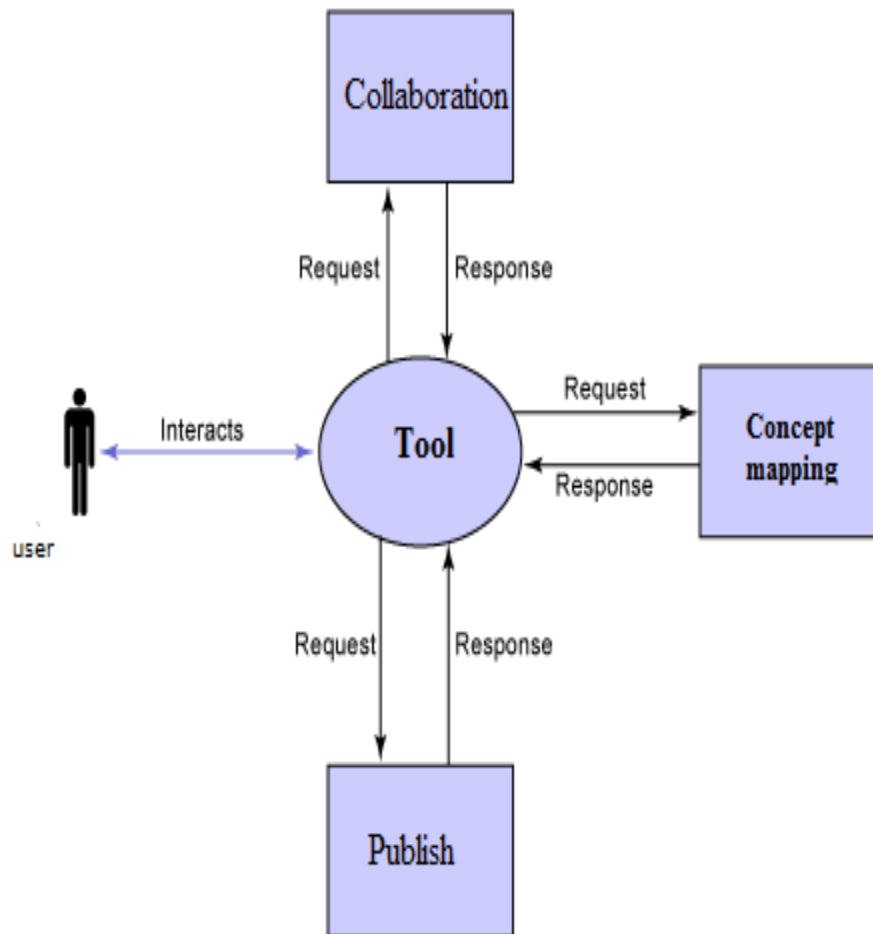 Collaboration
Request
Response
Request
Interacts
Tool
Concept
mapping
Response
user
Request
Response
Publish